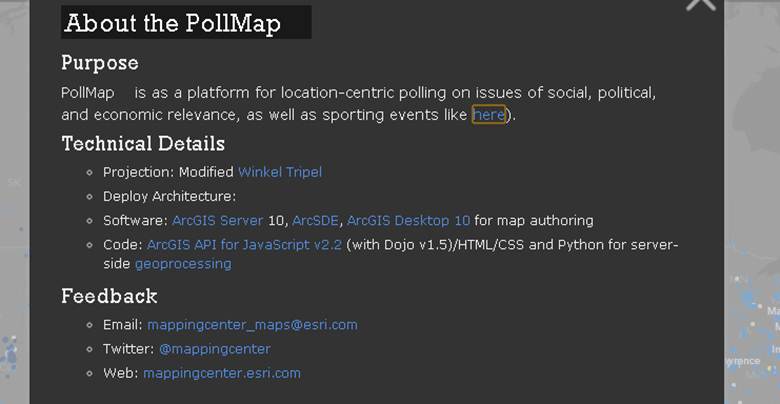 About the PollMap
Purpose
PollMap is as a platform for location-centric polling on issues of social, political,
and economic relevance, as well as sporting events like here).
Technical Details
Projection: Modified Winkel Tripel
Deploy Architecture:
Software: ArcGIS Server 10, ArcSDE, ArcGIS Desktop 10 for map authoring
Code: ArcGIS API for JavaScript v2.2 (with Dojo v1.5)/HTML/CSS and Python for server-
side geoprocessing
Feedback
Email: mappingcenter_maps@esri.com
Twitter: @mappingcenter
Web: mappingcenter.esri.com
SK